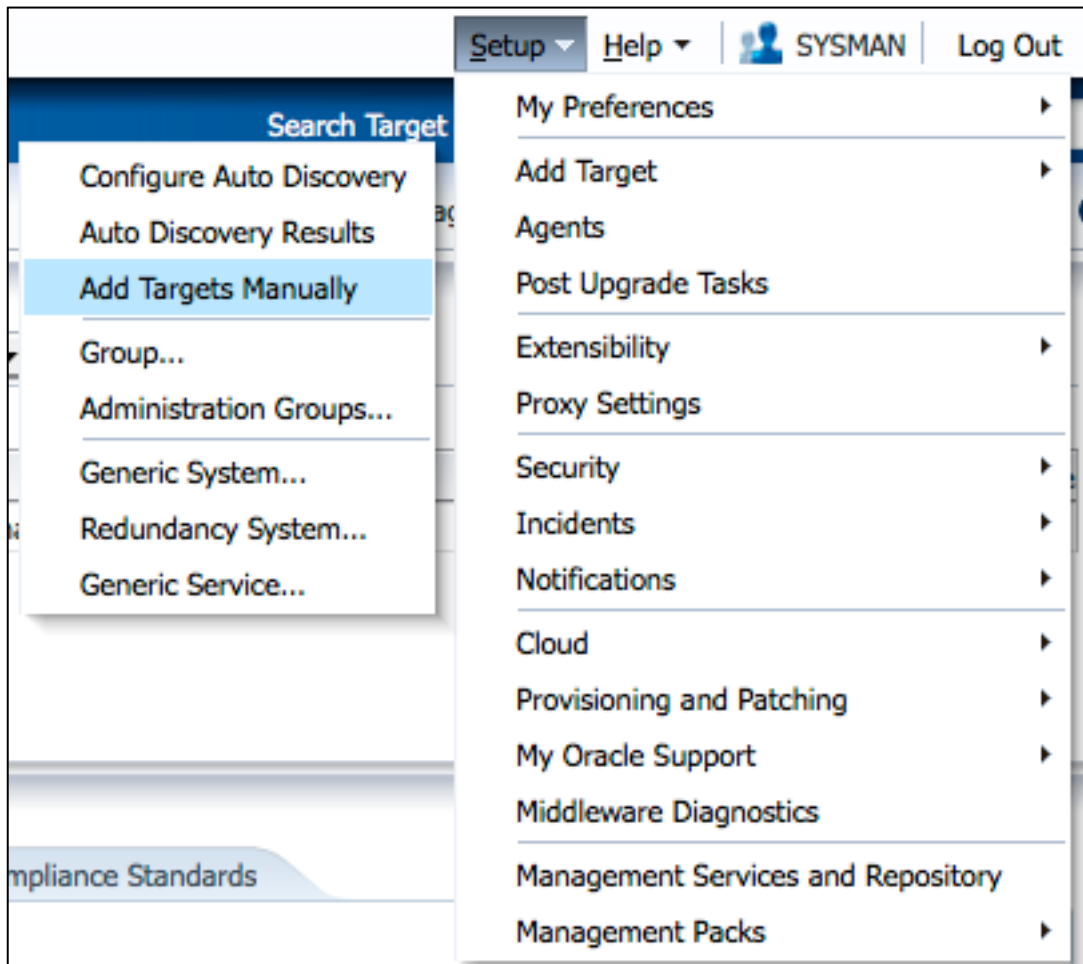 Setup Help SYSMAN Log Out
Search Target
My Preferences
Add Target
Agents
Post Upgrade Tasks
Extensibility
Proxy Settings
Security
Incidents
Notifications
Cloud
Provisioning and Patching
My Oracle Support
Middleware Diagnostics
Management Services and Repository
Management Packs
Configure Auto Discovery
Auto Discovery Results
Add Targets Manually
Group...
Administration Groups...
Generic System...
Redundancy System...
Generic Service...
mpliance Standards